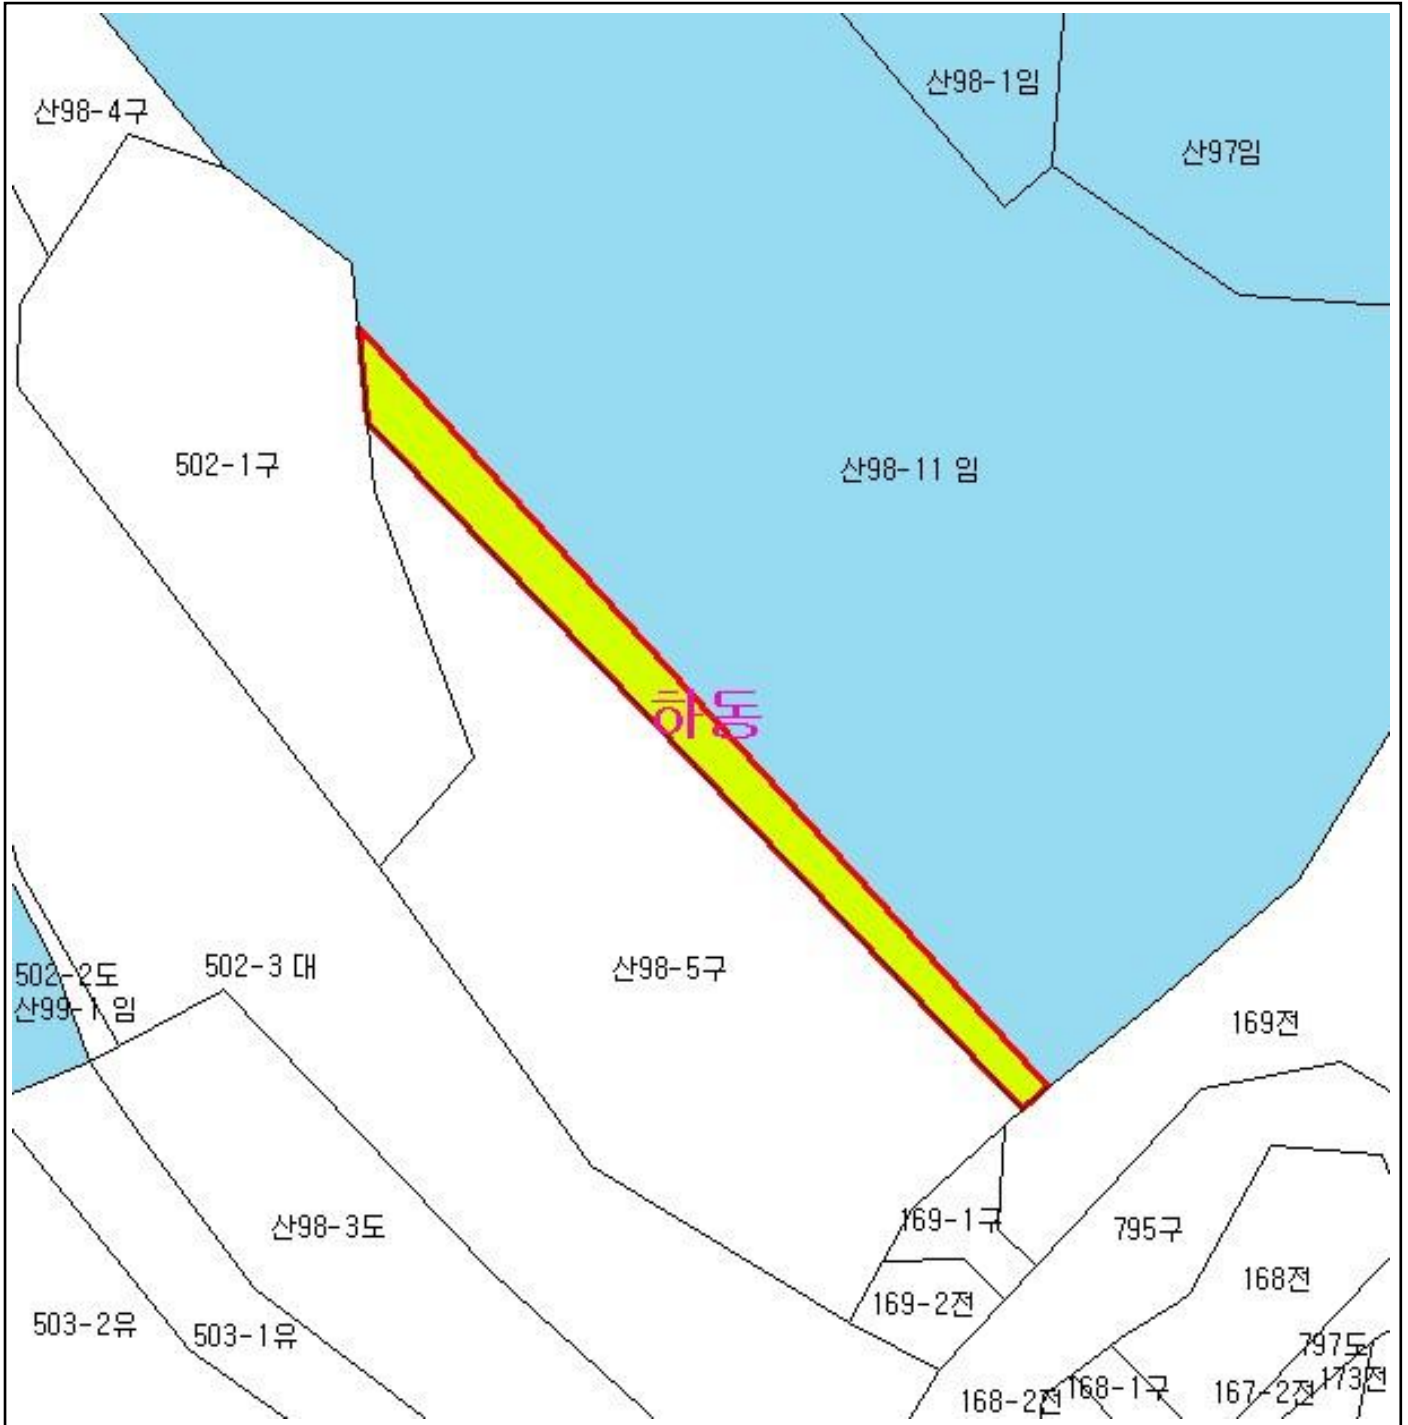 산98-1임
산98-4구
산97임
502-1구
산98-11 임
하동
502-2도
502-3 대
산98-5구
산99-1 임
169전
169-1구
산98-3도
795구
168전
169-2전
503-2유
503-1유
797도
173전
168-2전
168-1구
167-2전